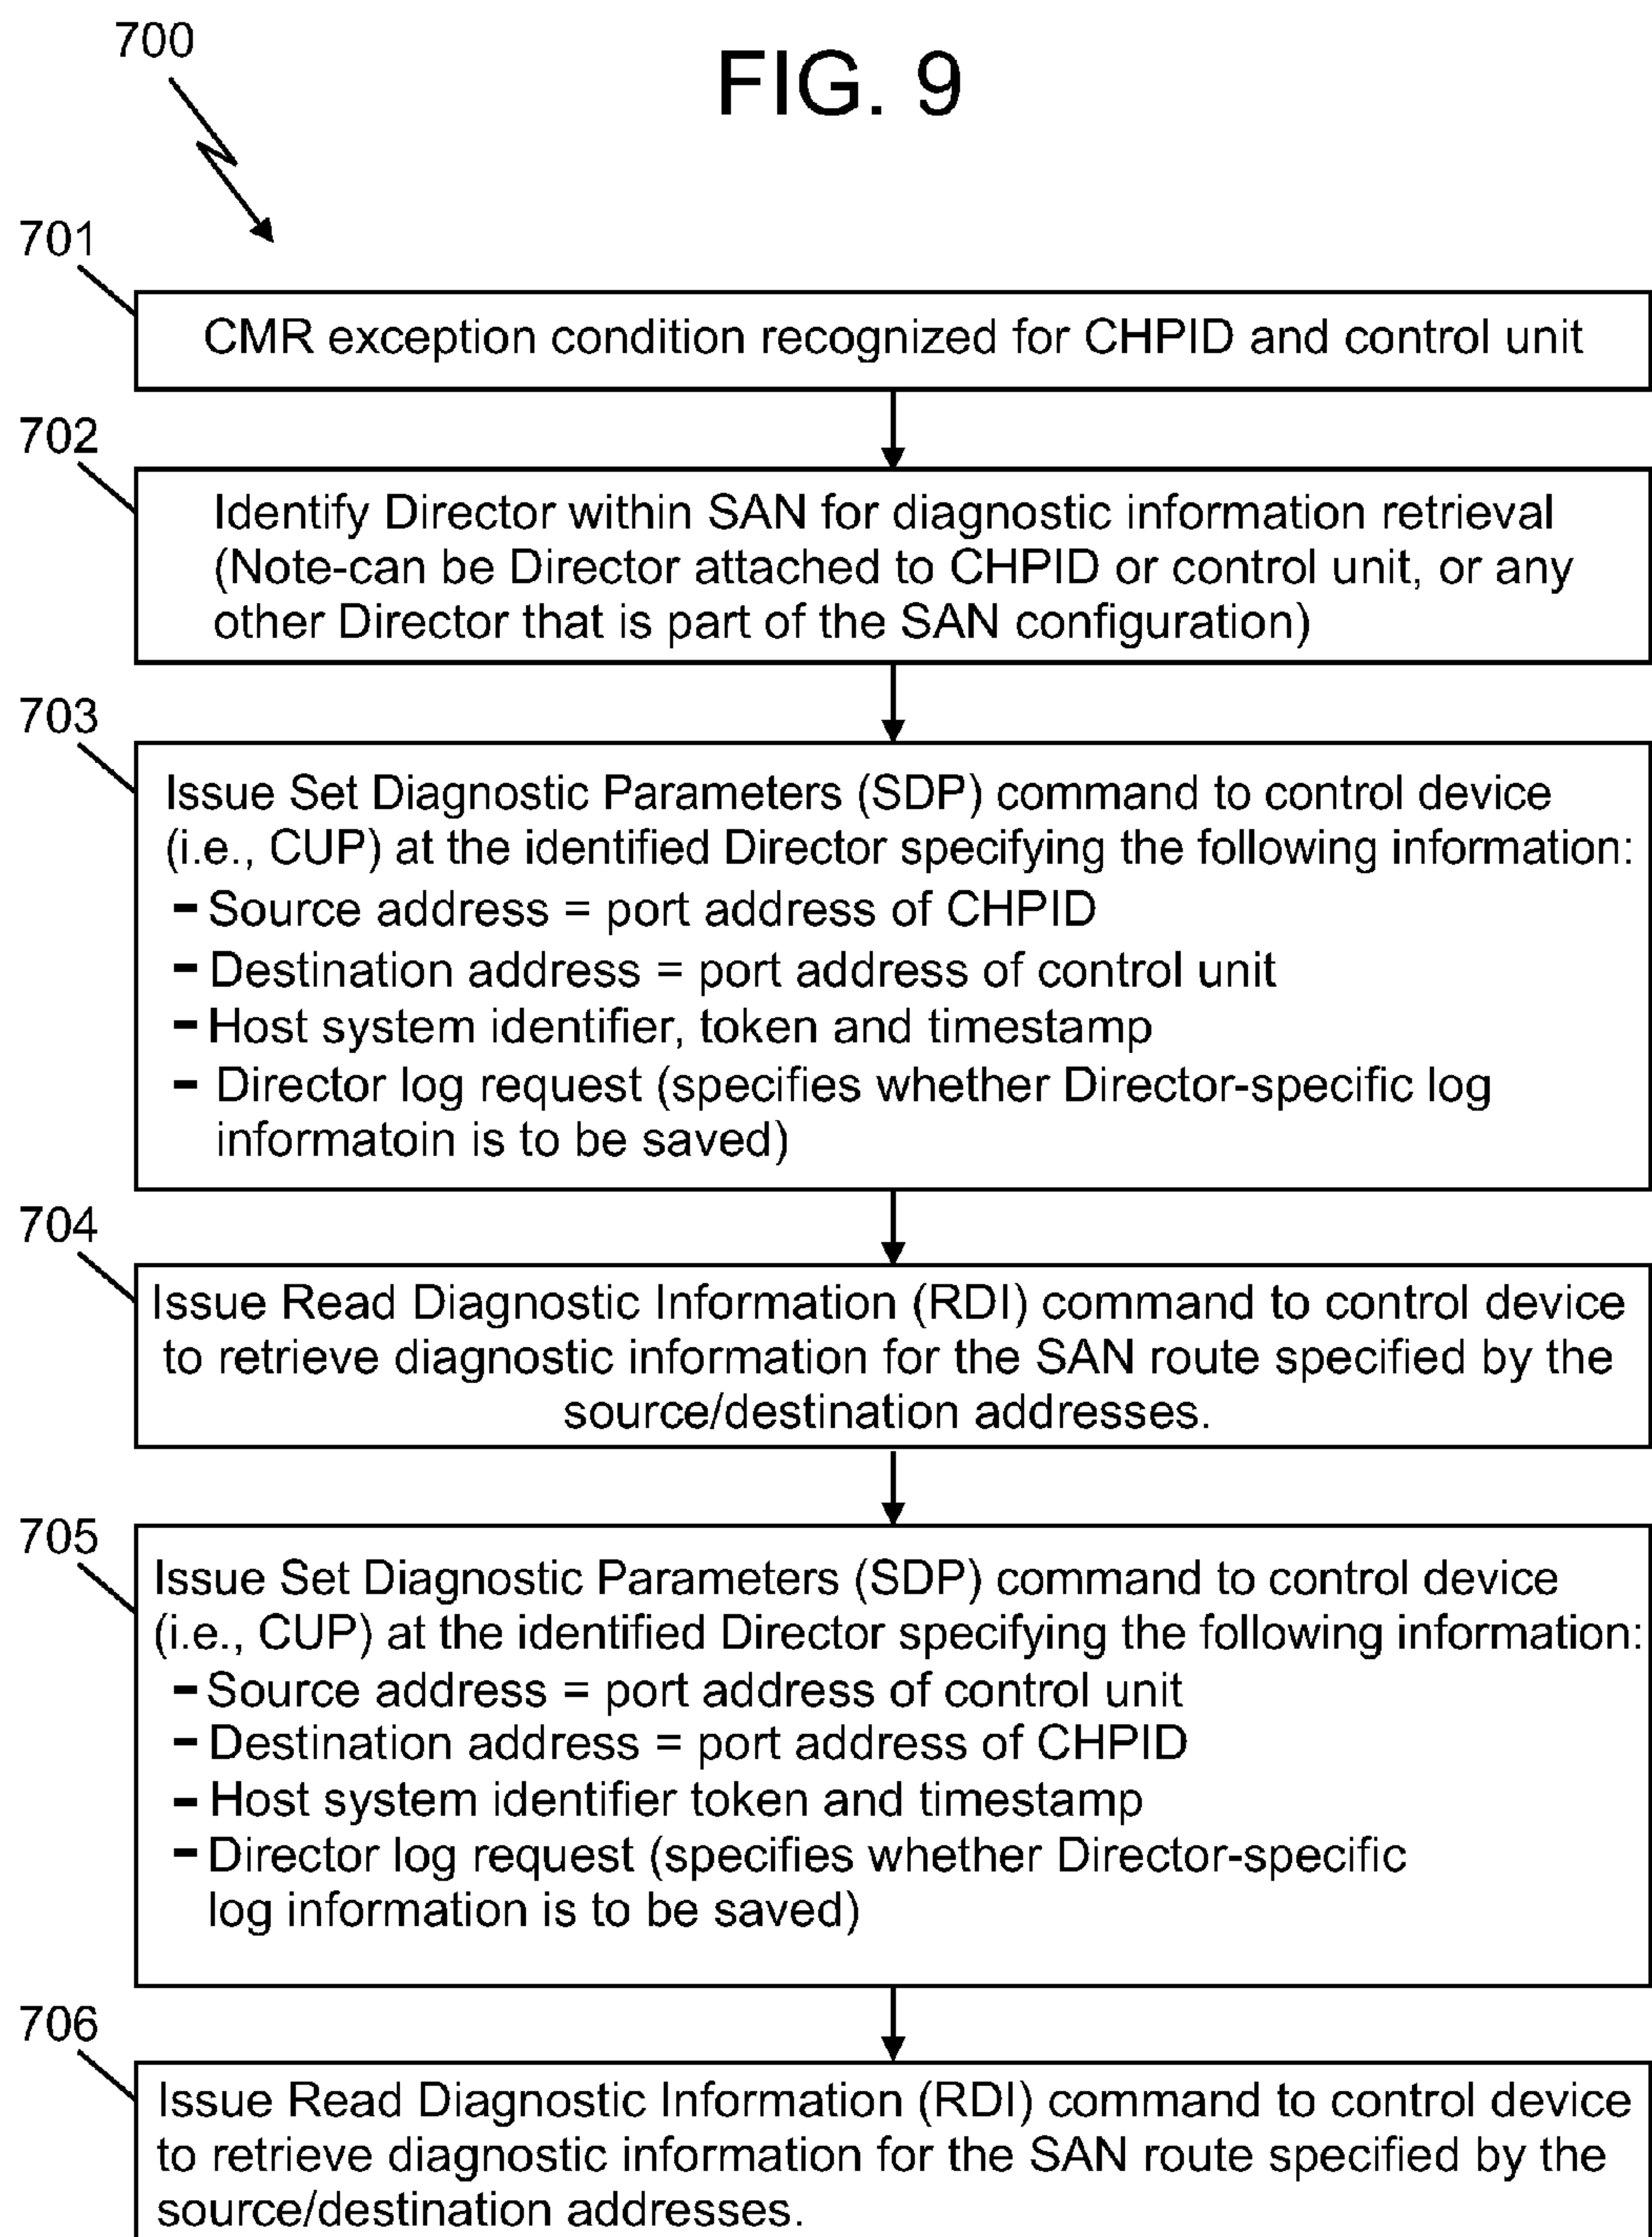 700
FIG. 9
701
CMR exception condition recognized for CHPID and control unit
702
Identify Director within SAN for diagnostic information retrieval
(Note-can be Director attached to CHPID or control unit, or any
other Director that is part of the SAN configuration)
703
Issue Set Diagnostic Parameters (SDP) command to control device
(i.e., CUP) at the identified Director specifying the following information:
- Source address = port address of CHPID
- Destination address = port address of control unit
- Host system identifier, token and timestamp
- Director log request (specifies whether Director-specific log
informatoin is to be saved)
704
Issue Read Diagnostic Information (RDI) command to control device
to retrieve diagnostic information for the SAN route specified by the
source/destination addresses.
705
Issue Set Diagnostic Parameters (SDP) command to control device
(i.e., CUP) at the identified Director specifying the following information:
- Source address = port address of control unit
- Destination address = port address of CHPID
- Host system identifier token and timestamp
- Director log request (specifies whether Director-specific
log information is to be saved)
706
Issue Read Diagnostic Information (RDI) command to control device
to retrieve diagnostic information for the SAN route specified by the
source/destination addresses.